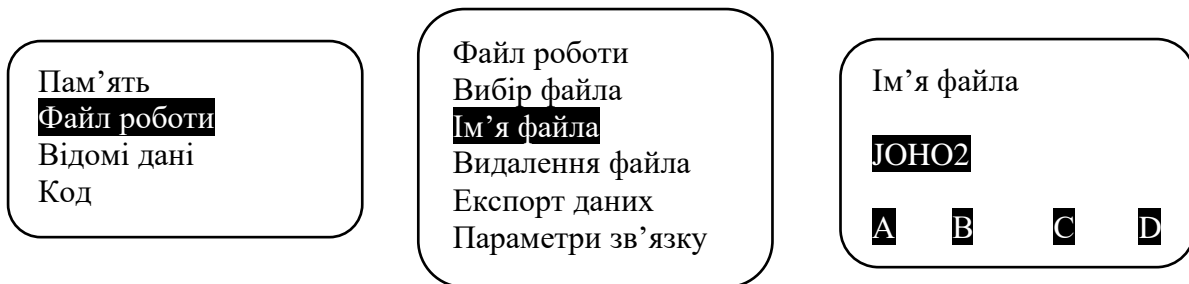 Пам’ять
Файл роботи
Відомі дані
Код
Файл роботи
Вибір файла
Ім’я файла
Видалення файла
Експорт даних
Параметри зв’язку
Ім’я файла
JOHO2
A B C D